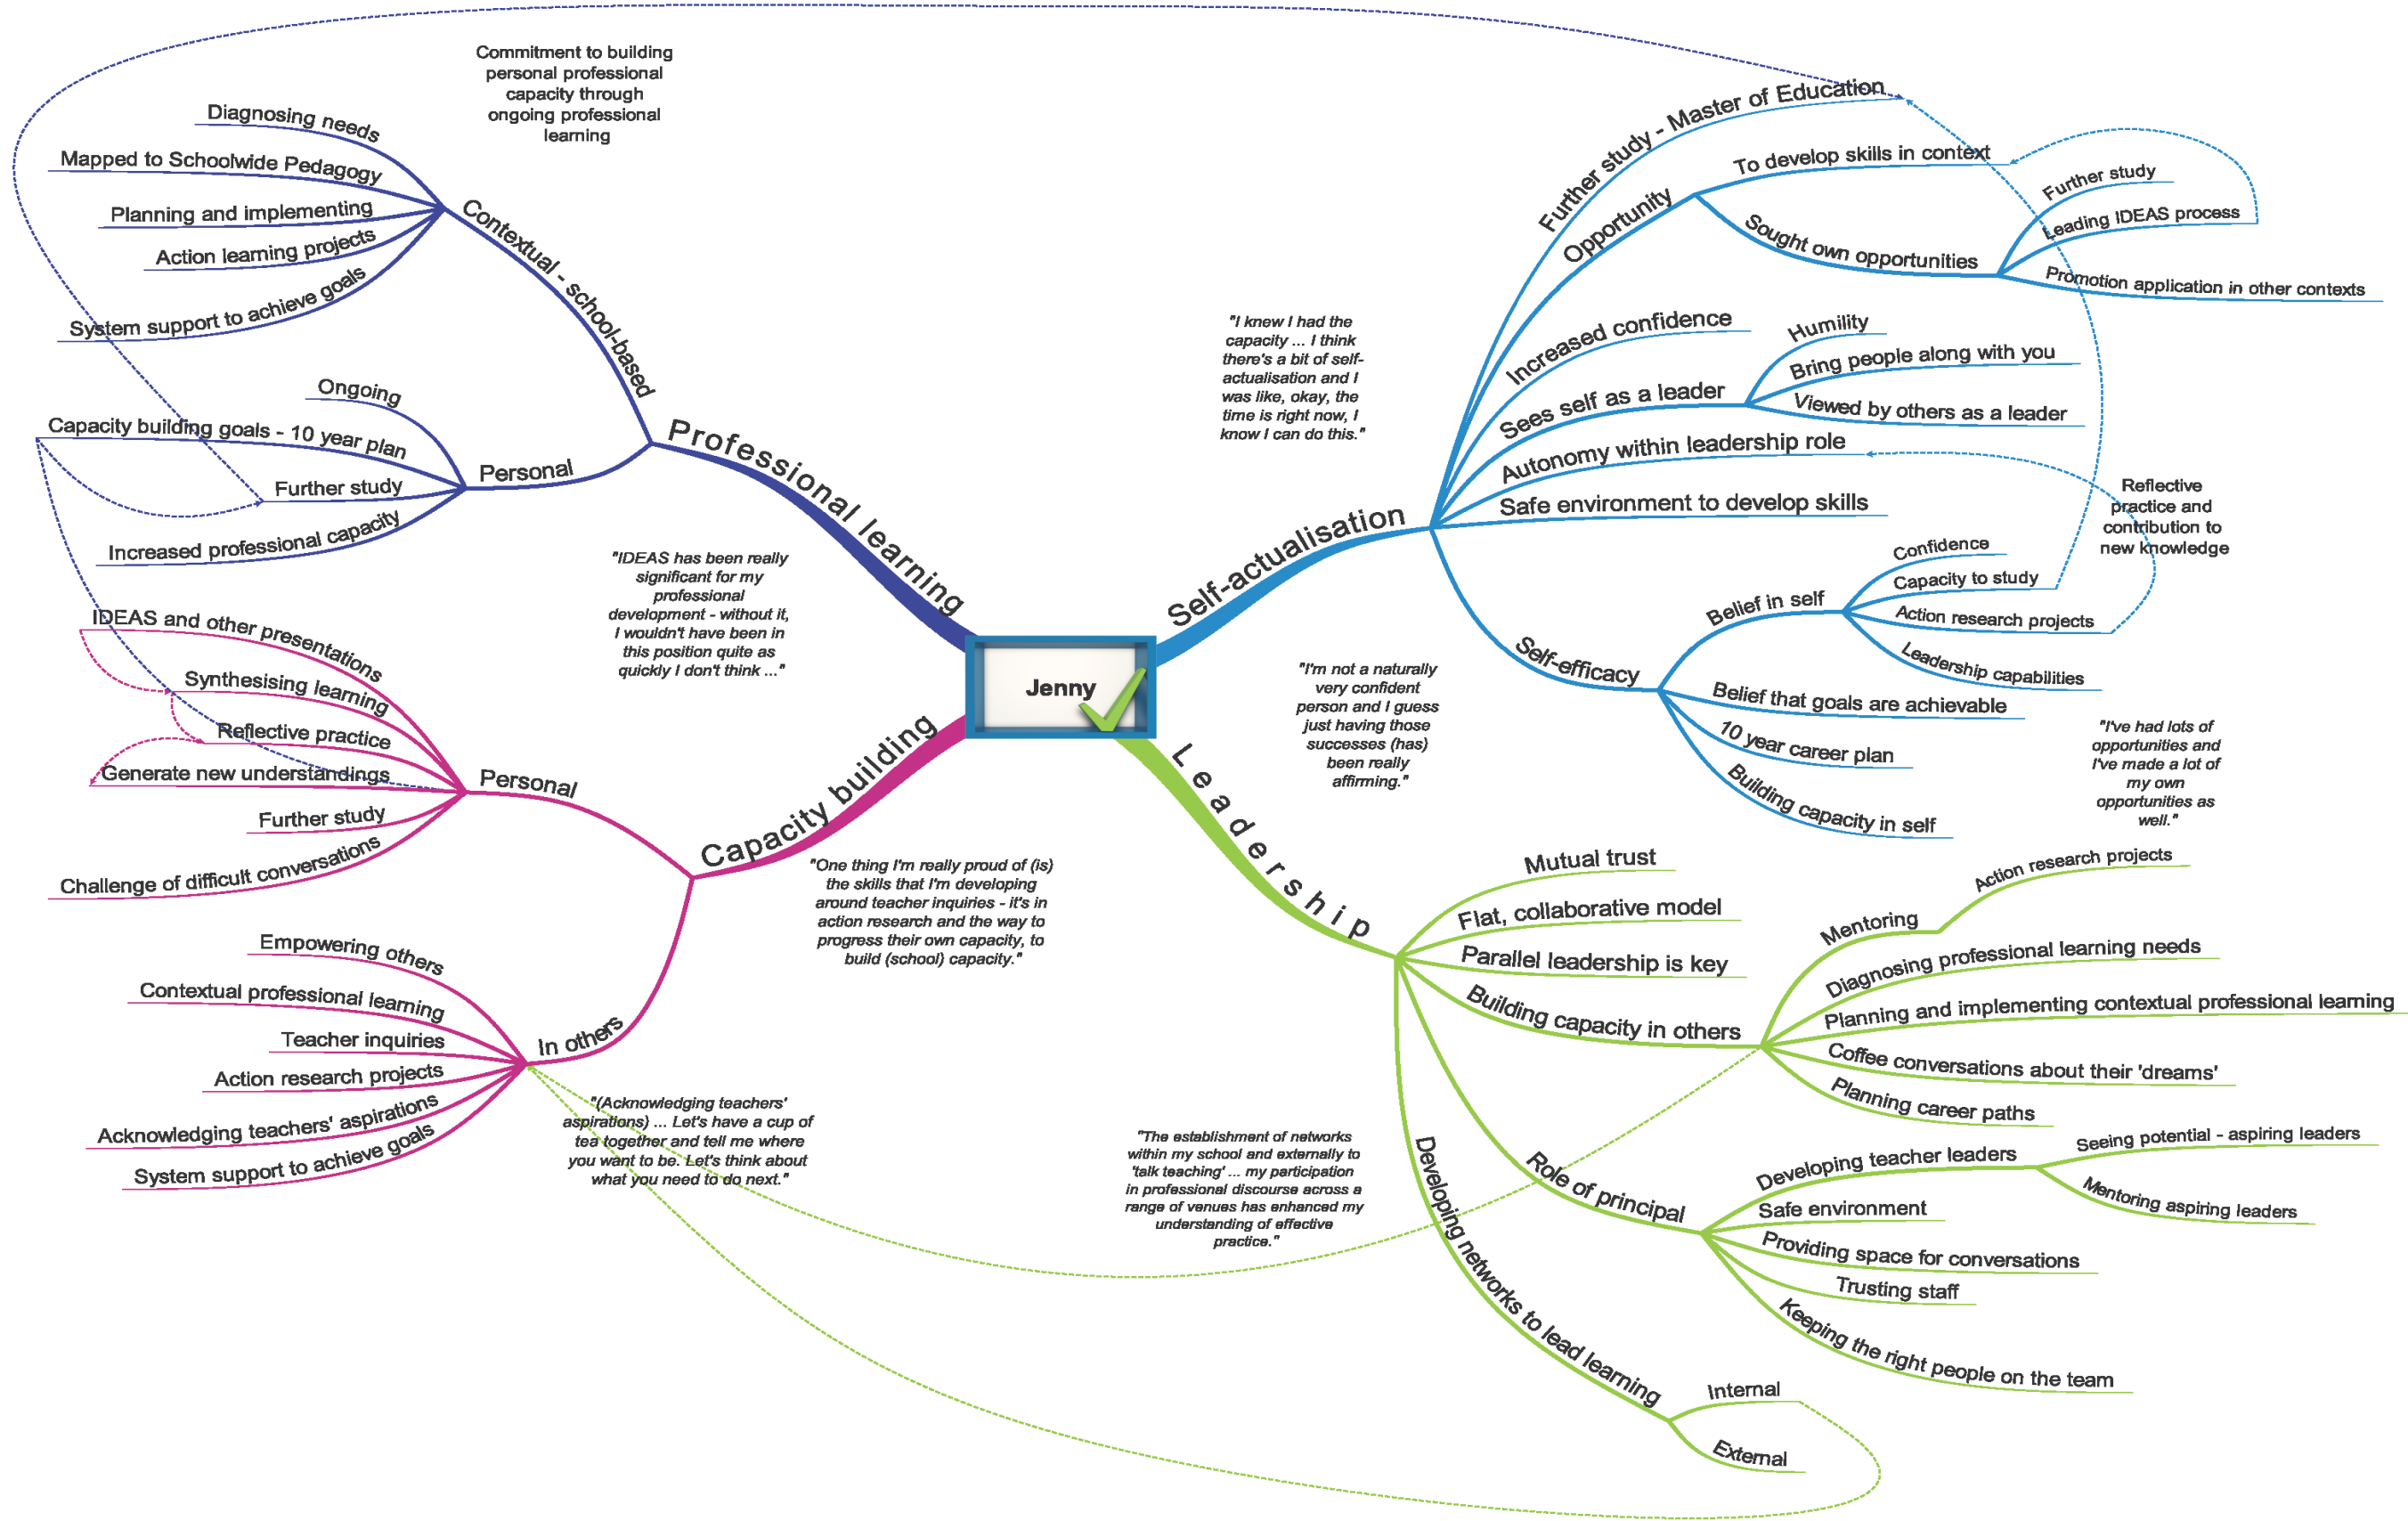 Commitment to building
personal professional
capacity through
ongoing professional
learning
Diagnosing needs
Mapped to Schoolwide Pedagogy
Planning and implementing
Action learning projects
System support to achieve goals
Contextual - school-based
Ongoing
Capacity building goals - 10 year plan
Further study
Increased professional capacity
Personal
Professional learning
"IDEAS has been really
significant for my
professional
development - without it,
I wouldn't have been in
this position quite as
quickly I don't think ..."
IDEAS and other presentations
Synthesising learning
Reflective practice
Generate new understandings
Further study
Challenge of difficult conversations
Personal
Capacity building
Empowering others
Contextual professional learning
Teacher inquiries
Action research projects
Acknowledging teachers' aspirations
System support to achieve goals
In others
"One thing I'm really proud of (is)
the skills that I'm developing
around teacher inquiries - it's in
action research and the way to
progress their own capacity, to
build (school) capacity."
"(Acknowledging teachers'
aspirations) ... Let's have a cup of
tea together and tell me where
you want to be. Let's think about
what you need to do next."
Jenny
Self-actualisation
Further study - Master of Education
Opportunity
To develop skills in context
Sought own opportunities
Further study
Leading IDEAS process
Promotion application in other contexts
"I knew I had the
capacity ... I think
there's a bit of self-
actualisation and I
was like, okay, the
time is right now, I
know I can do this."
Increased confidence
Sees self as a leader
Humility
Bring people along with you
Viewed by others as a leader
Autonomy within leadership role
Safe environment to develop skills
Reflective
practice and
contribution to
new knowledge
Self-efficacy
Belief in self
Confidence
Capacity to study
Action research projects
Leadership capabilities
Belief that goals are achievable
10 year career plan
Building capacity in self
"I'm not a naturally
very confident
person and I guess
just having those
successes (has)
been really
affirming."
"I've had lots of
opportunities and
I've made a lot of
my own
opportunities as
well."
Leadership
Mutual trust
Flat, collaborative model
Parallel leadership is key
Building capacity in others
Mentoring
Action research projects
Diagnosing professional learning needs
Planning and implementing contextual professional learning
Coffee conversations about their 'dreams'
Planning career paths
Role of principal
Developing teacher leaders
Seeing potential - aspiring leaders
Mentoring aspiring leaders
Safe environment
Providing space for conversations
Trusting staff
Keeping the right people on the team
Developing networks to lead learning
Internal
External
"The establishment of networks
within my school and externally to
'talk teaching' ... my participation
in professional discourse across a
range of venues has enhanced my
understanding of effective
practice."